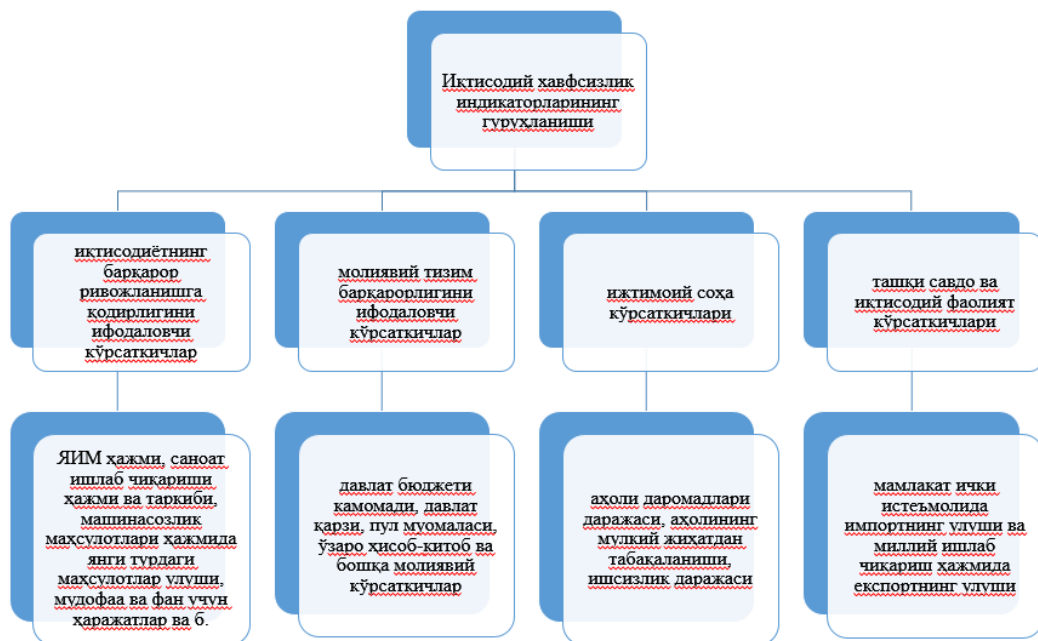 Иқтисодий хавфсизлик
индикаторларининг
гуруҳланиши
иқтисодиётнинг
барқарор
ривожланишга
қодирлигини
ифодаловчи
кўрсаткичлар
молиявий тизим
барқарорлигини
ифодаловчи
кўрсаткичлар
ижтимоий соҳа
кўрсаткичлари
ташқи савдо ва
иқтисодий фаолият
кўрсаткичлари
ЯИМ ҳажми, саноат
ишлаб чиқариши
ҳажми ва таркиби,
машинасозлик
маҳсулотлари ҳажмида
янги турдаги
маҳсулотлар улуши,
мудофаа ва фан учун
ҳаражатлар ва б.
давлат бюджети
камомади, давлат
қарзи, пул муомаласи,
ўзаро ҳисоб-китоб ва
бошқа молиявий
кўрсаткичлар
аҳоли даромадлари
даражаси, аҳолининг
мулкий жиҳатдан
табақаланиши,
ишсизлик даражаси
мамлакат ички
истеъмолида
импортнинг улуши ва
миллий ишлаб
чиқариш хажмида
експортнинг улуши